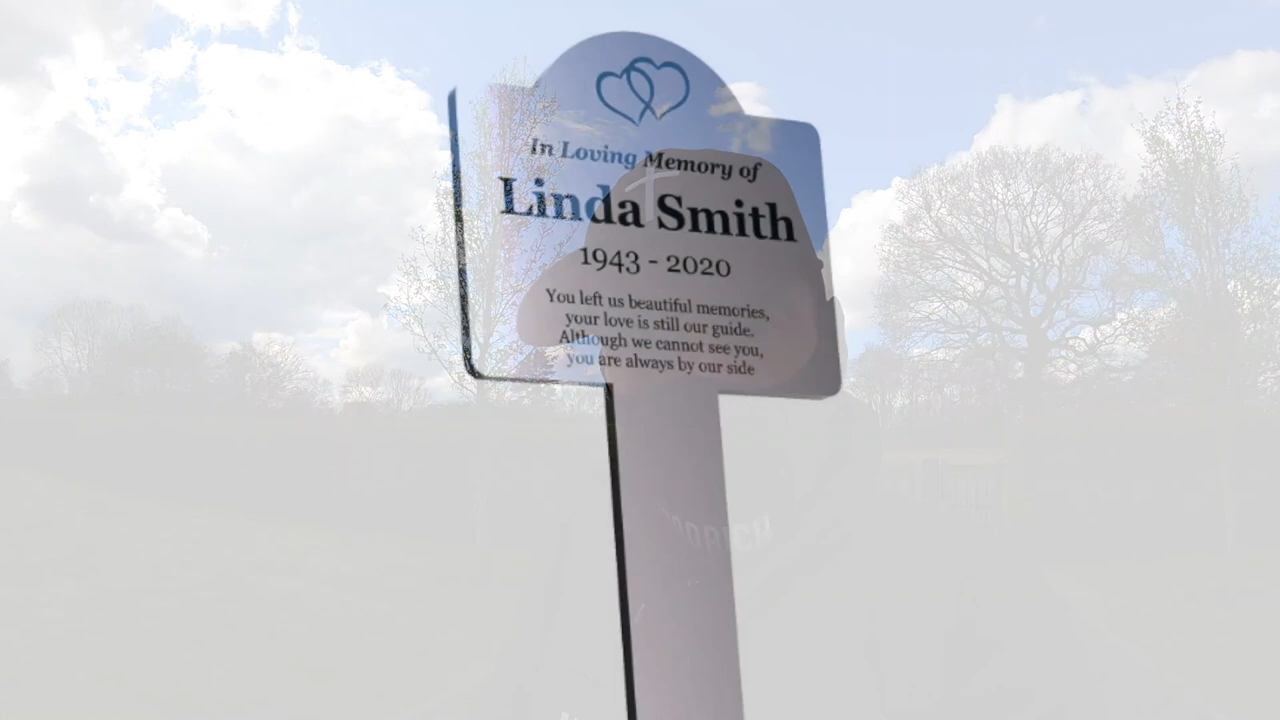 In Loving Memory of
Linda Smith
1943 - 2020
You left us beautiful memories,
your love is still our guide.
Although we cannot see you,
you are always by our side